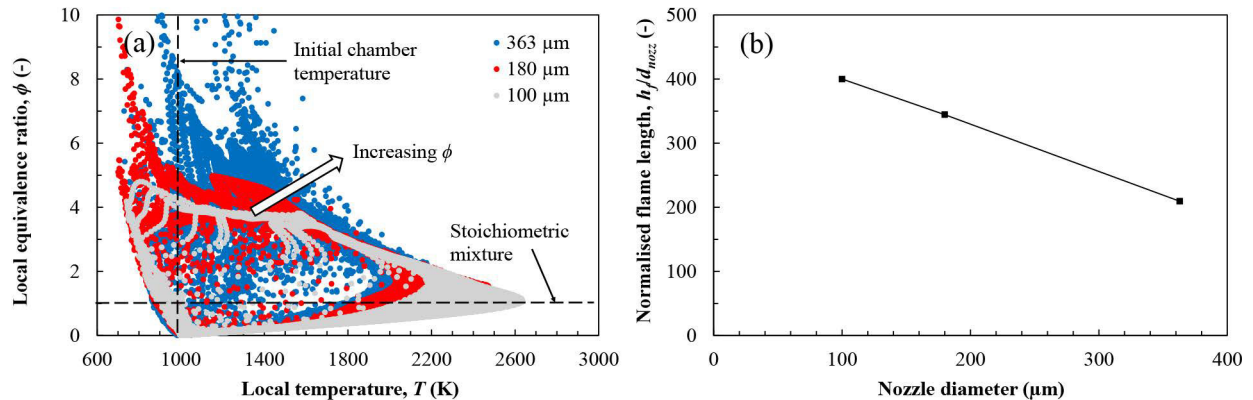 (a)
Initial chamber
temperature
363 µm
180 µm
100 µm
Increasing ϕ
Stoichiometric
mixture
Local equivalence ratio, ϕ (-)
10
8
6
4
2
0
600 1000 1400 1800 2200 2600 3000
Local temperature, T (K)
(b)
Normalised flame length, hf/dnozz (-)
500
400
300
200
100
0
0 100 200 300 400
Nozzle diameter (µm)